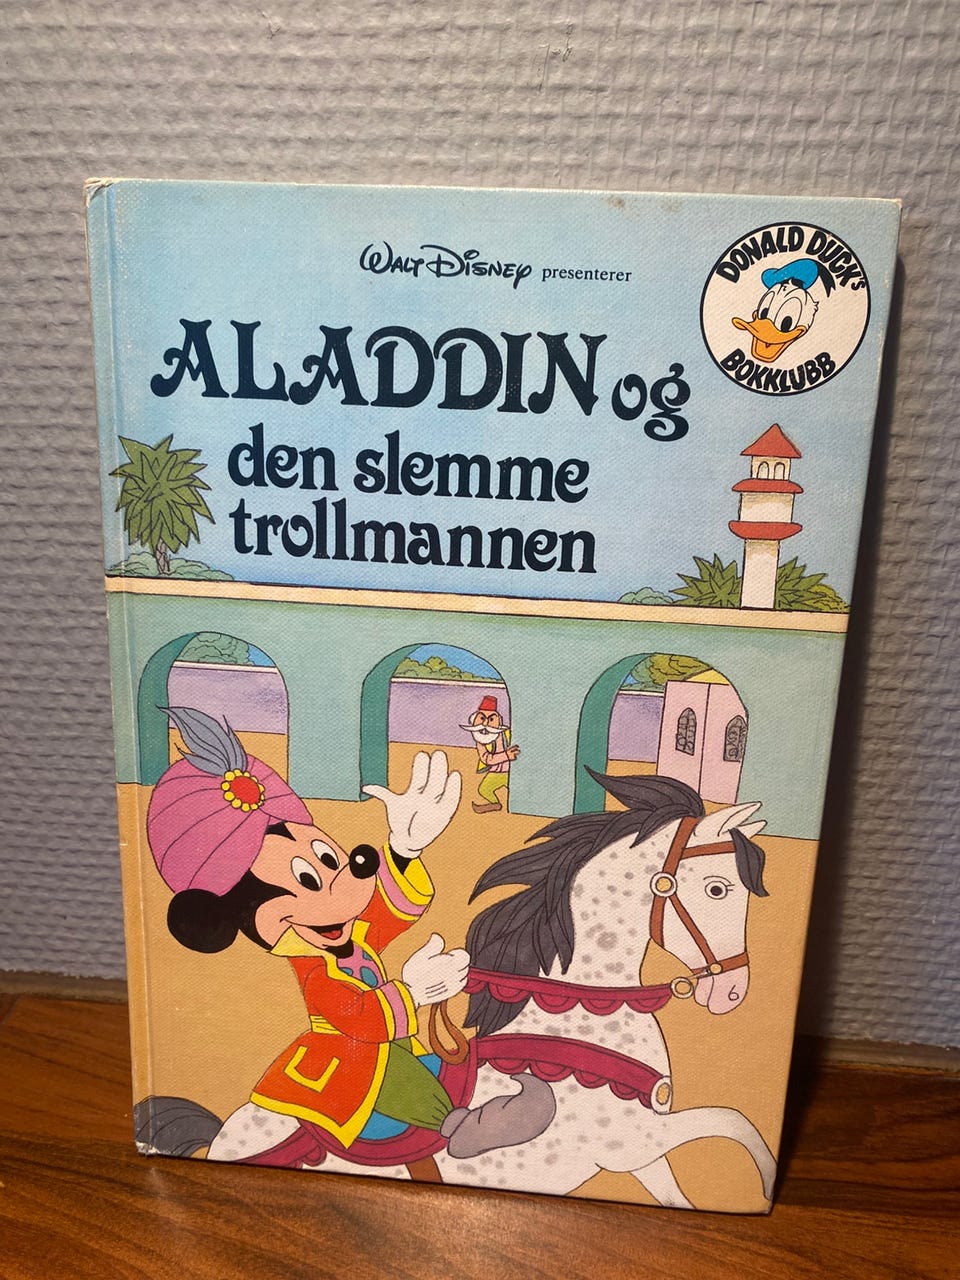 Walt Disney presenterer
DONALD DUCK's
BOKKLUBB
ALADDIN og
den slemme
trollmannen